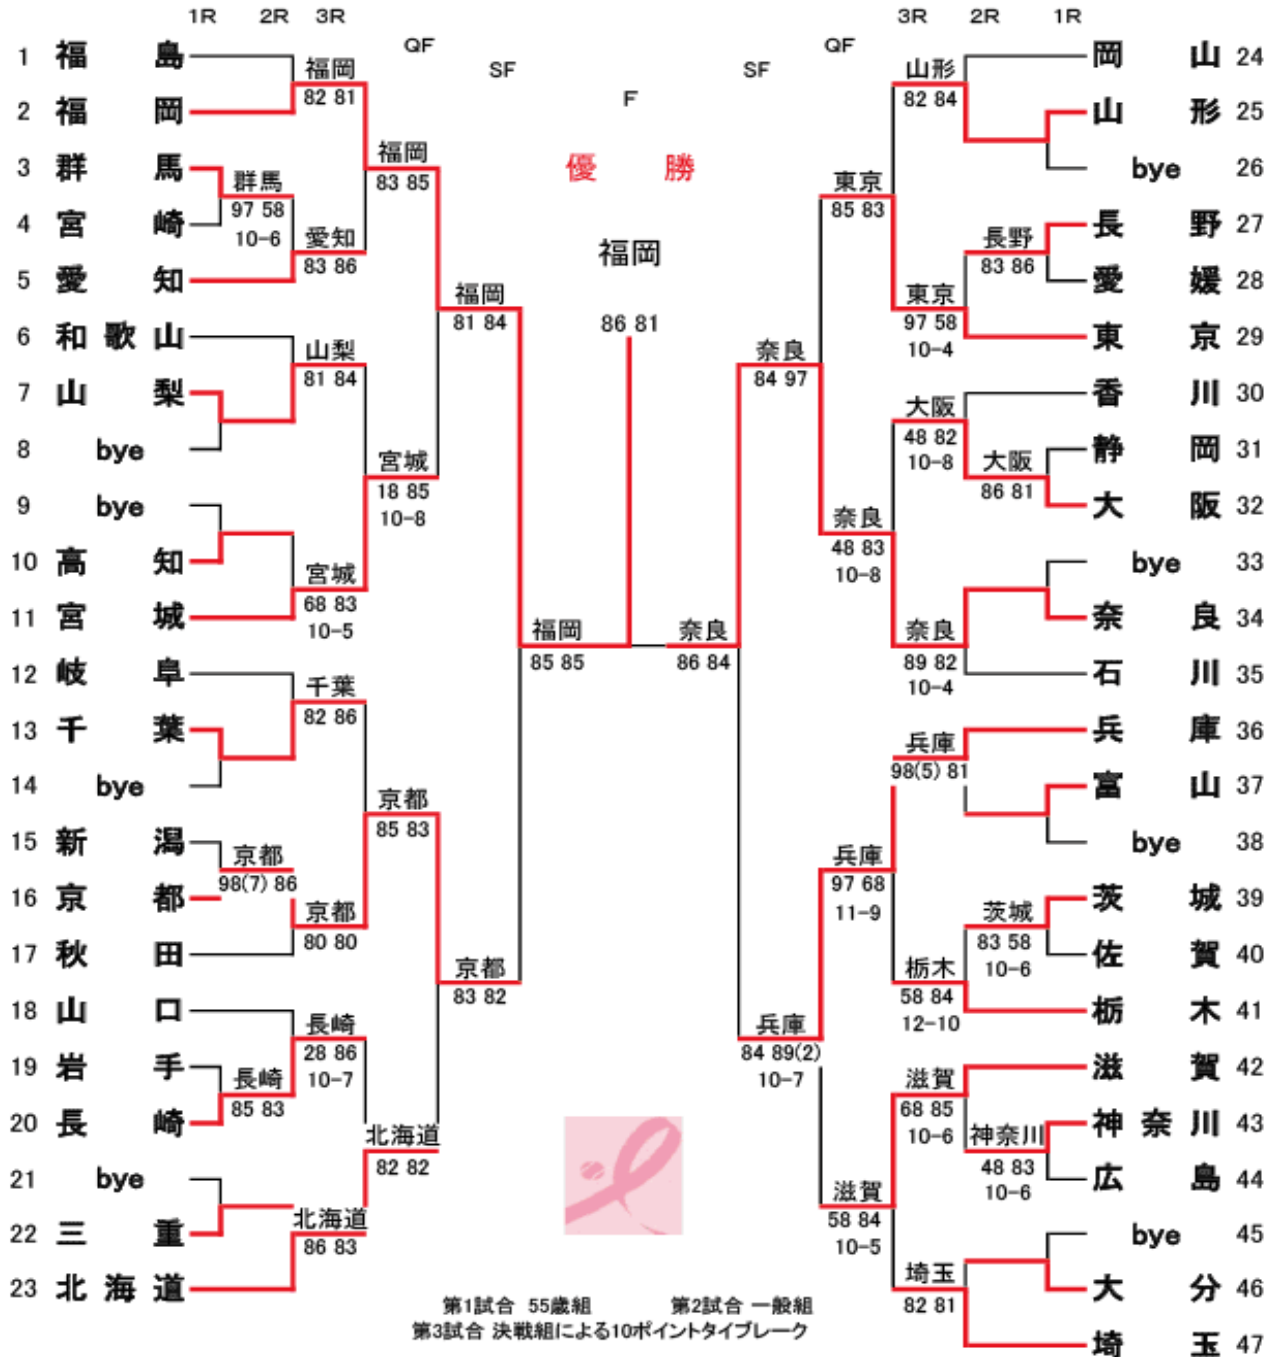 1R 2R 3R
QF
SF
F
SF
QF
3R 2R 1R
1 福島
2 福岡
3 群馬
4 宮崎
5 愛知
6 和歌山
7 山梨
8 bye
9 bye
10 高知
11 宮城
12 岐阜
13 千葉
14 bye
15 新潟
16 京都
17 秋田
18 山口
19 岩手
20 長崎
21 bye
22 三重
23 北海道
群馬
97 58
10-6
京都
98(7) 86
長崎
85 83
福岡
82 81
愛知
83 86
山梨
81 84
宮城
68 83
10-5
千葉
82 86
京都
80 80
長崎
28 86
10-7
北海道
86 83
福岡
83 85
宮城
18 85
10-8
京都
85 83
北海道
82 82
福岡
81 84
京都
83 82
福岡
85 85
優勝
福岡
86 81
奈良
86 84
奈良
84 97
兵庫
84 89(2)
10-7
東京
85 83
奈良
48 83
10-8
兵庫
97 68
11-9
滋賀
58 84
10-5
山形
82 84
東京
97 58
10-4
大阪
48 82
10-8
奈良
89 82
10-4
兵庫
98(5) 81
栃木
58 84
12-10
滋賀
68 85
10-6
埼玉
82 81
長野
83 86
大阪
86 81
茨城
83 58
10-6
神奈川
48 83
10-6
岡山 24
山形 25
bye 26
長野 27
愛媛 28
東京 29
香川 30
静岡 31
大阪 32
bye 33
奈良 34
石川 35
兵庫 36
富山 37
bye 38
茨城 39
佐賀 40
栃木 41
滋賀 42
神奈川 43
広島 44
bye 45
大分 46
埼玉 47
第1試合 55歳組 第2試合 一般組
第3試合 決戦組による10ポイントタイブレーク